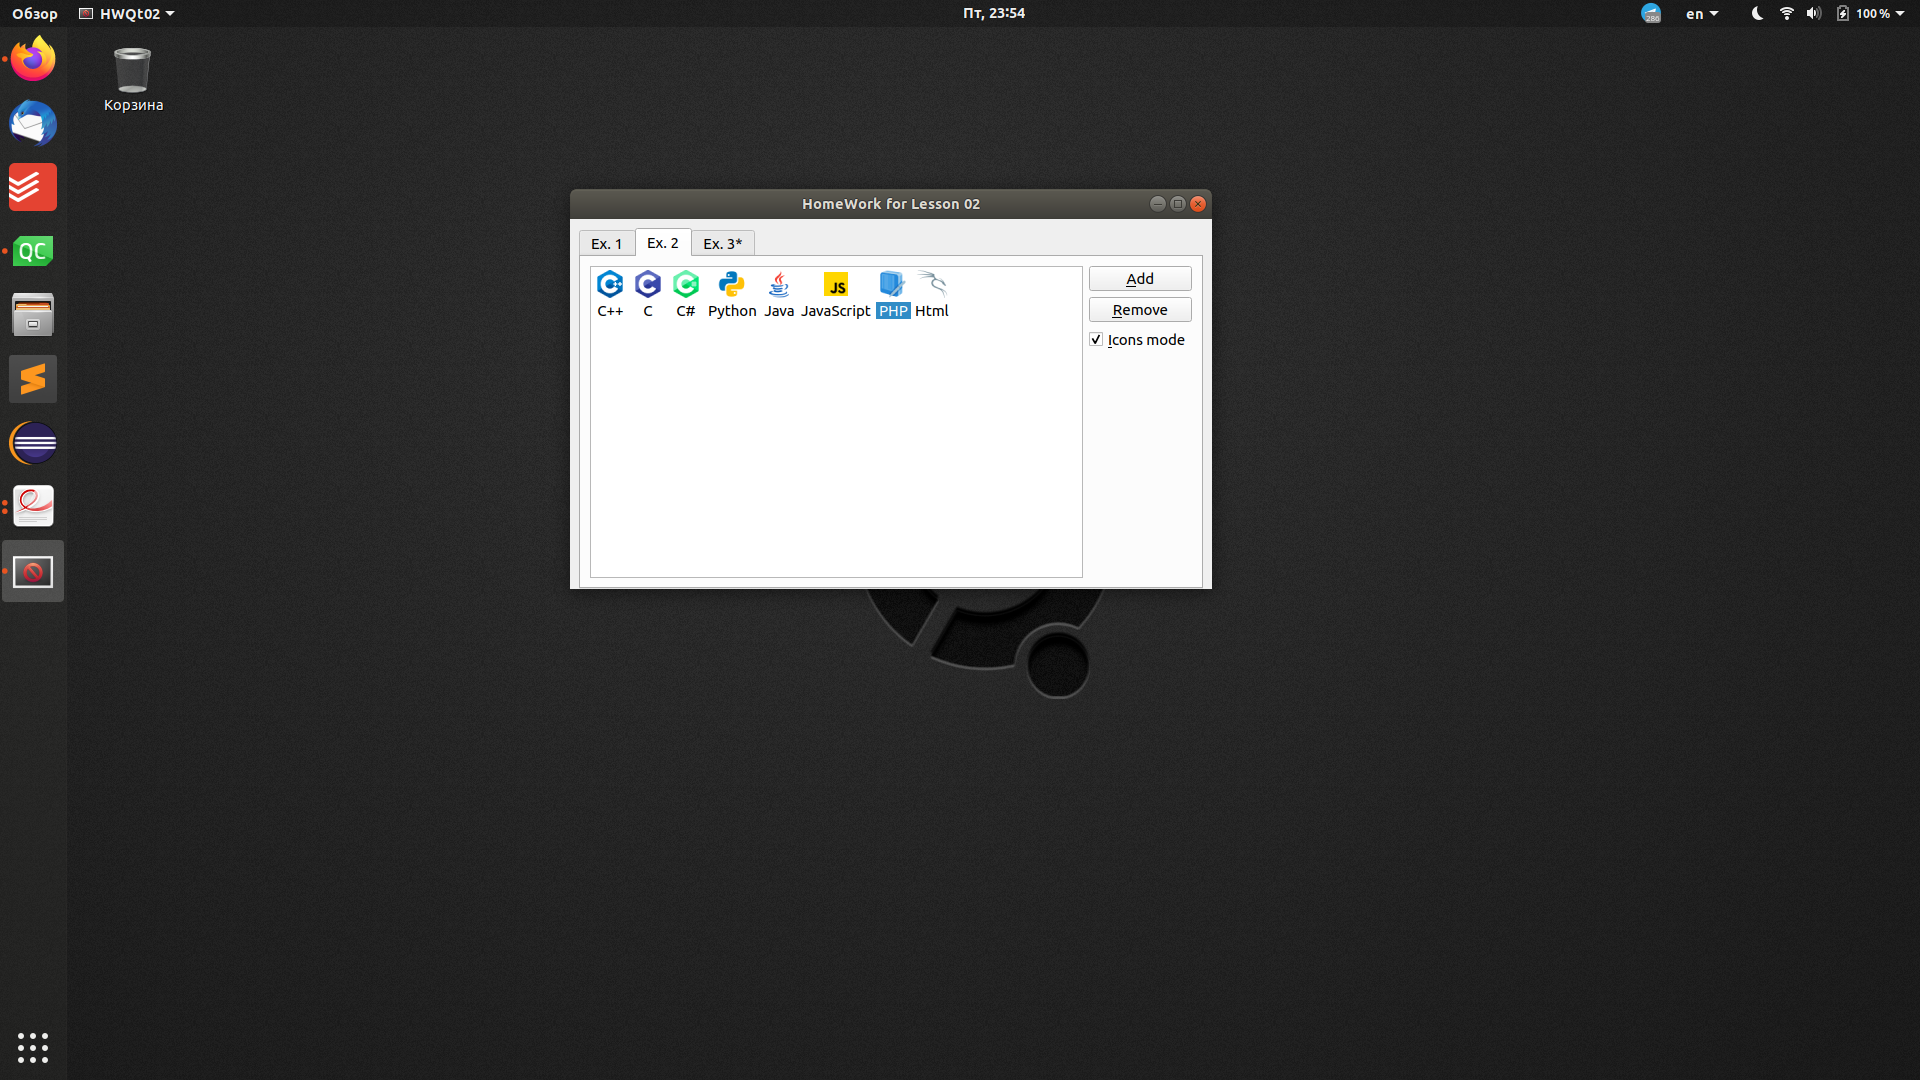 Обзор HWQt02 Пт, 23:54 286 en 100 %
Корзина
HomeWork for Lesson 02
Ex. 1 Ex. 2 Ex. 3*
JS
C++ C C# Python Java JavaScript PHP Html
Add
Remove
Icons mode
QC